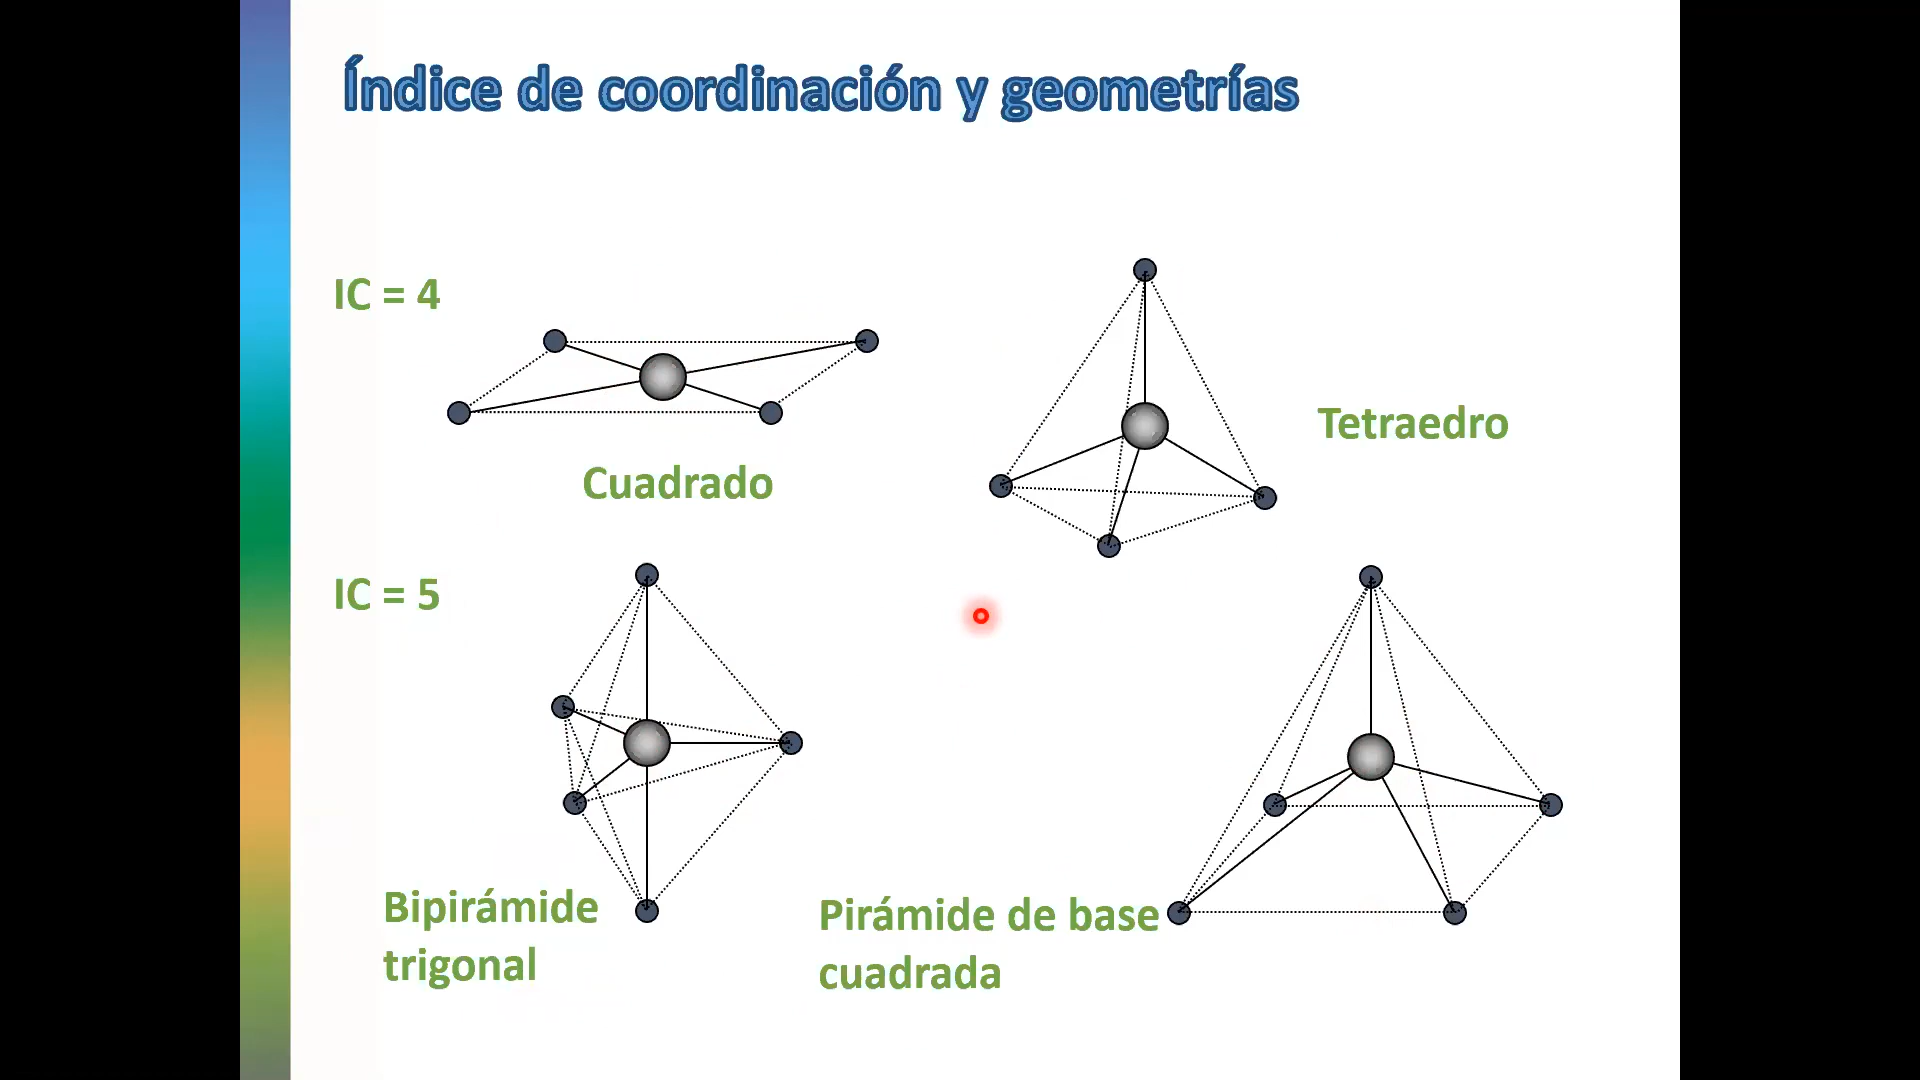 Índice de coordinación y geometrías
IC = 4
Cuadrado
Tetraedro
IC = 5
Bipirámide
trigonal
Pirámide de base
cuadrada